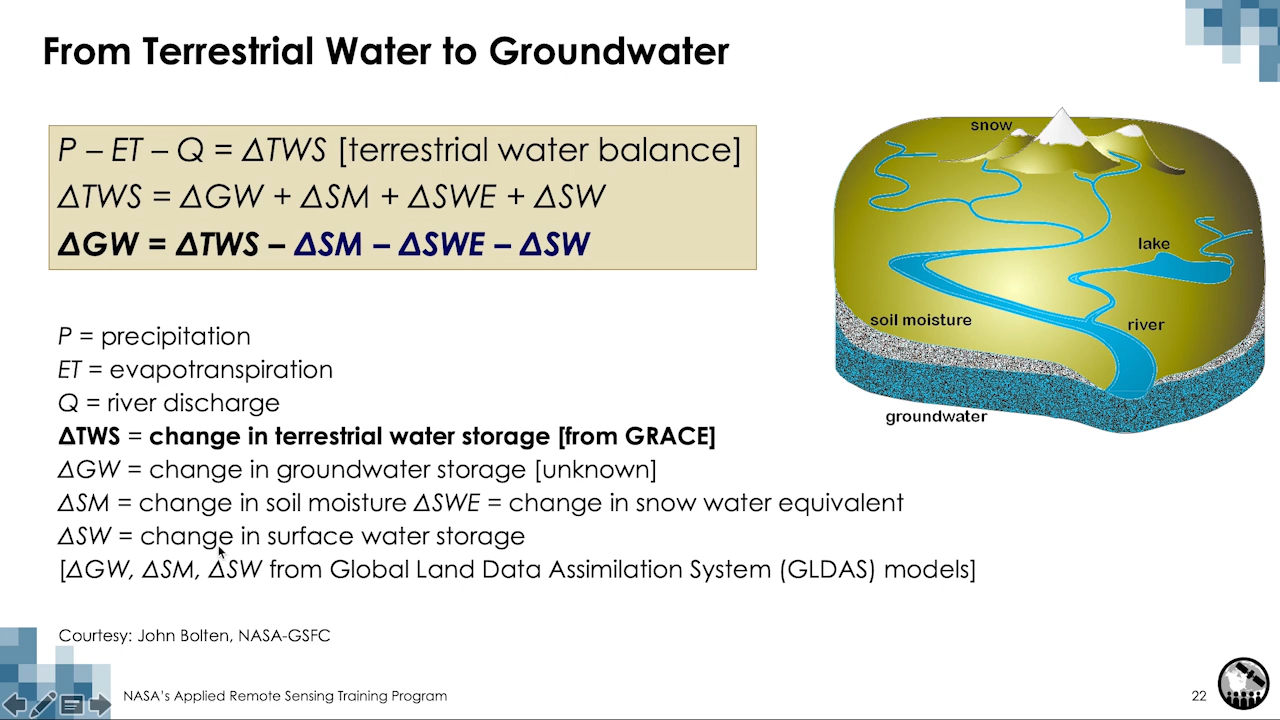 From Terrestrial Water to Groundwater
P – ET – Q = ΔTWS [terrestrial water balance]
ΔTWS = ΔGW + ΔSM + ΔSWE + ΔSW
ΔGW = ΔTWS – ΔSM – ΔSWE – ΔSW
P = precipitation
ET = evapotranspiration
Q = river discharge
ΔTWS = change in terrestrial water storage [from GRACE]
ΔGW = change in groundwater storage [unknown]
ΔSM = change in soil moisture ΔSWE = change in snow water equivalent
ΔSW = change in surface water storage
[ΔGW, ΔSM, ΔSW from Global Land Data Assimilation System (GLDAS) models]
Courtesy: John Bolten, NASA-GSFC
snow
lake
soil moisture
river
groundwater
NASA's Applied Remote Sensing Training Program
22